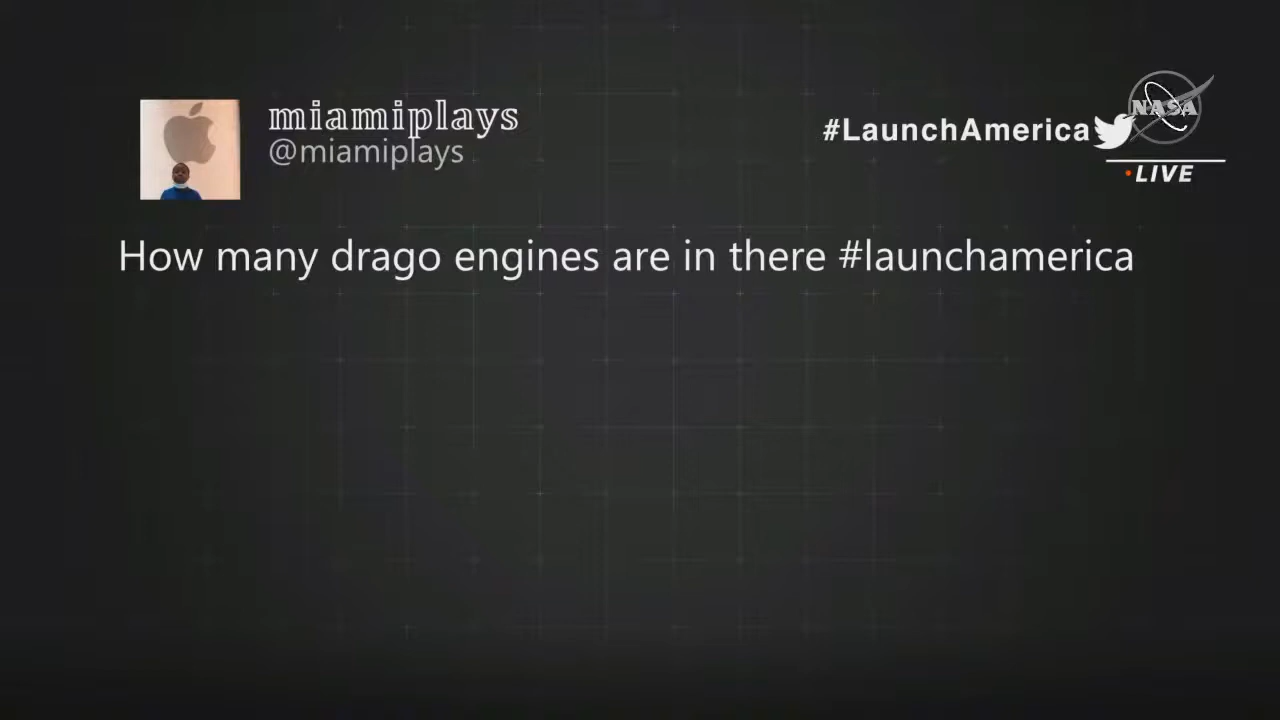 miamiplays
@miamiplays
#LaunchAmerica
NASA
LIVE
How many drago engines are in there #launchamerica